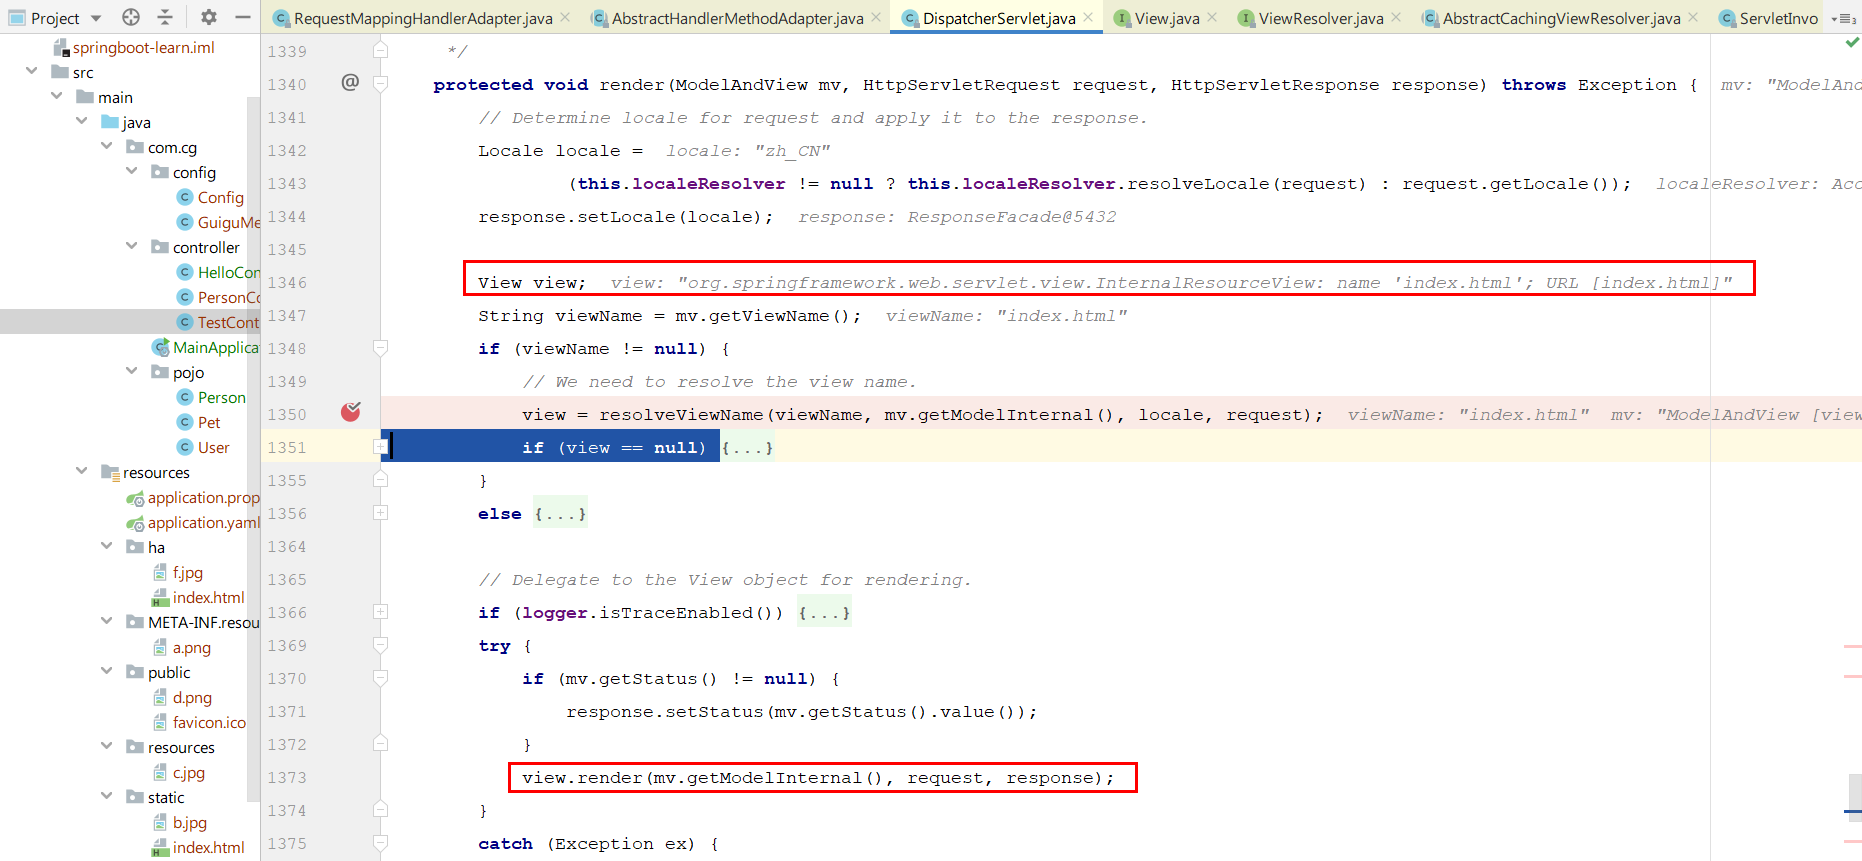 Project
RequestMappingHandlerAdapter.java
AbstractHandlerMethodAdapter.java
DispatcherServlet.java
View.java
ViewResolver.java
AbstractCachingViewResolver.java
ServletInvo
springboot-learn.iml
src
main
java
com.cg
config
Config
GuiguMe
controller
HelloCon
PersonCo
TestCont
MainApplica
pojo
Person
Pet
User
resources
application.prop
application.yaml
ha
f.jpg
index.html
META-INF.resou
a.png
public
d.png
favicon.ico
resources
c.jpg
static
b.jpg
index.html
1339 */
1340 @ protected void render(ModelAndView mv, HttpServletRequest request, HttpServletResponse response) throws Exception { mv: "ModelAnd
1341 // Determine locale for request and apply it to the response.
1342 Locale locale = locale: "zh_CN"
1343 (this.localeResolver != null ? this.localeResolver.resolveLocale(request) : request.getLocale()); localeResolver: Acc
1344 response.setLocale(locale); response: ResponseFacade@5432
1345
1346 View view; view: "org.springframework.web.servlet.view.InternalResourceView: name 'index.html'; URL [index.html]"
1347 String viewName = mv.getViewName(); viewName: "index.html"
1348 if (viewName != null) {
1349 // We need to resolve the view name.
1350 view = resolveViewName(viewName, mv.getModelInternal(), locale, request); viewName: "index.html" mv: "ModelAndView [view
1351 if (view == null) {...}
1355 }
1356 else {...}
1364
1365 // Delegate to the View object for rendering.
1366 if (logger.isTraceEnabled()) {...}
1369 try {
1370 if (mv.getStatus() != null) {
1371 response.setStatus(mv.getStatus().value());
1372 }
1373 view.render(mv.getModelInternal(), request, response);
1374 }
1375 catch (Exception ex) {